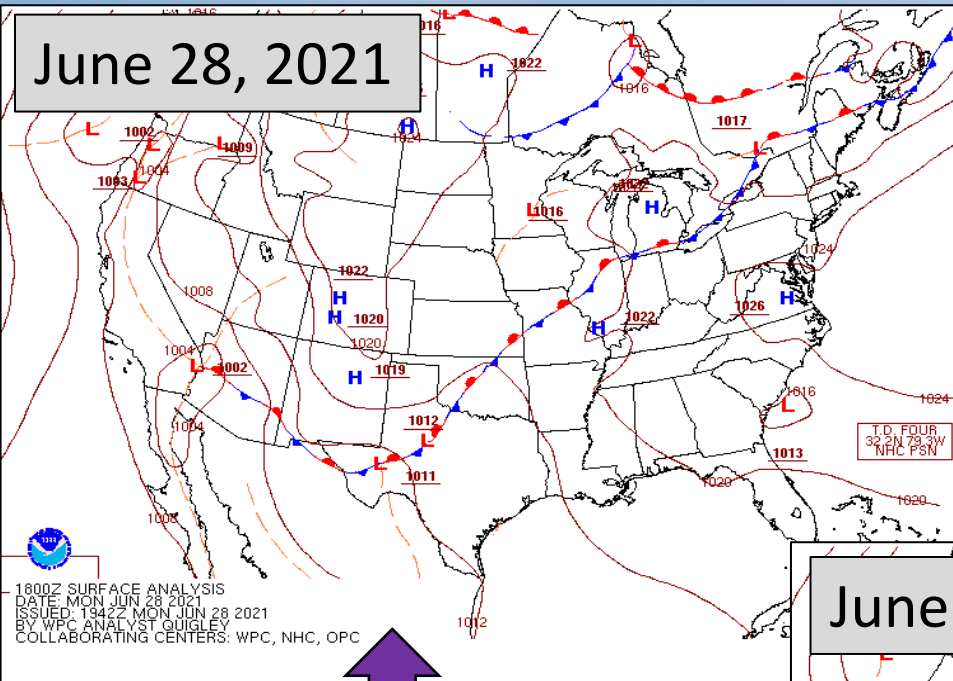 1016
June 28, 2021
L
016
H
1022
L
1016
H
1024
L
1002
L
1004
L
1009
1003
L
1017
L
L
1016
H
1024
1008
1022
H
H
1020
1020
1026
H
H
1022
1004
L
1002
H
1019
L
1016
1024
1004
1012
L
L
1011
T.D. FOUR
32.2N 79.3W
NHC PSN
1013
1020
1020
1008
1012
1800Z SURFACE ANALYSIS
DATE: MON JUN 28 2021
ISSUED: 1942Z MON JUN 28 2021
BY WPC ANALYST QUIGLEY
COLLABORATING CENTERS: WPC, NHC, OPC
June
L